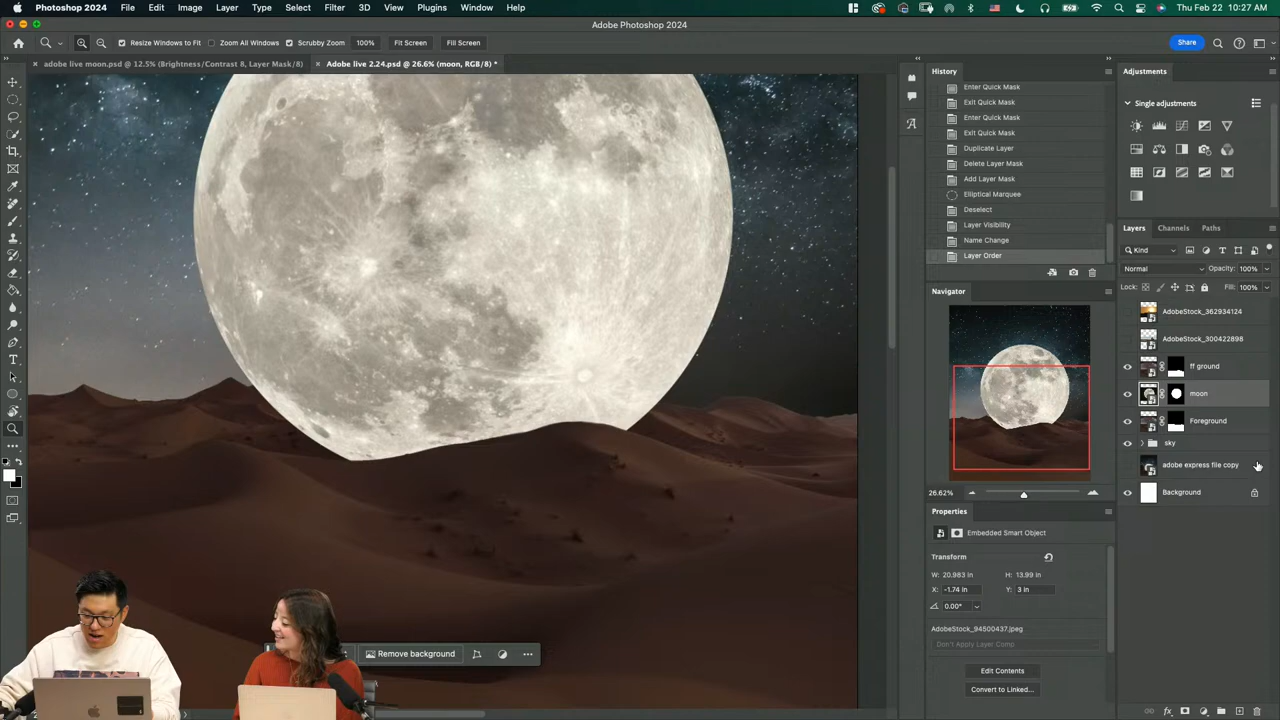 Photoshop 2024 File Edit Image Layer Type Select Filter 3D View Plugins Window Help Thu Feb 22 10:27 AM
Adobe Photoshop 2024
Resize Windows to Fit Zoom All Windows Scrubby Zoom 100% Fit Screen Fill Screen Share
adobe live moon.psd @ 12.5% (Brightness/Contrast 8, Layer Mask/8) Adobe live 2.24.psd @ 26.6% (moon, RGB/8) *
History
Enter Quick Mask
Exit Quick Mask
Enter Quick Mask
Exit Quick Mask
Duplicate Layer
Delete Layer Mask
Add Layer Mask
Elliptical Marquee
Deselect
Layer Visibility
Name Change
Layer Order
Navigator
26.62%
Properties
Embedded Smart Object
Transform
W: 20.983 in H: 13.99 in
X: -1.74 in Y: 3 in
0.00°
AdobeStock_94500437.jpeg
Don't Apply Layer Comp
Edit Contents
Convert to Linked...
Adjustments
Single adjustments
Layers Channels Paths
Kind
Normal Opacity: 100%
Lock: Fill: 100%
AdobeStock_362934124
AdobeStock_300422898
ff ground
moon
Foreground
sky
adobe express file copy
Background
Remove background